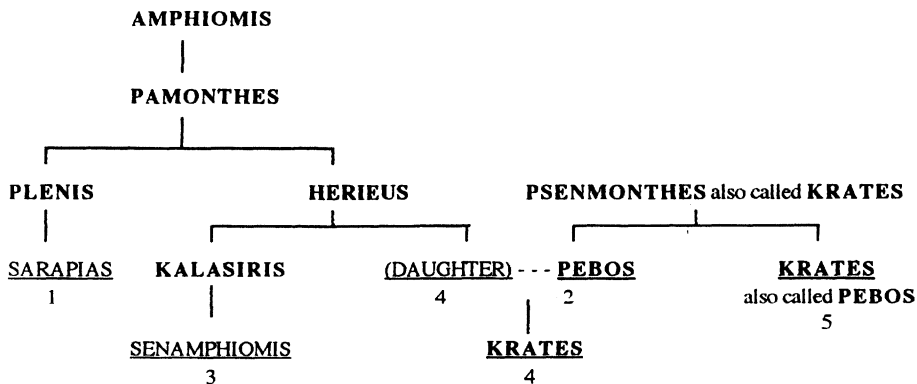 AMPHIOMIS
PAMONTHES
PLENIS HERIEUS PSENMONTHES also called KRATES
SARAPIAS KALASIRIS (DAUGHTER) - - - PEBOS KRATES
1 4 2 also called PEBOS
5
SENAMPHIOMIS KRATES
3 4